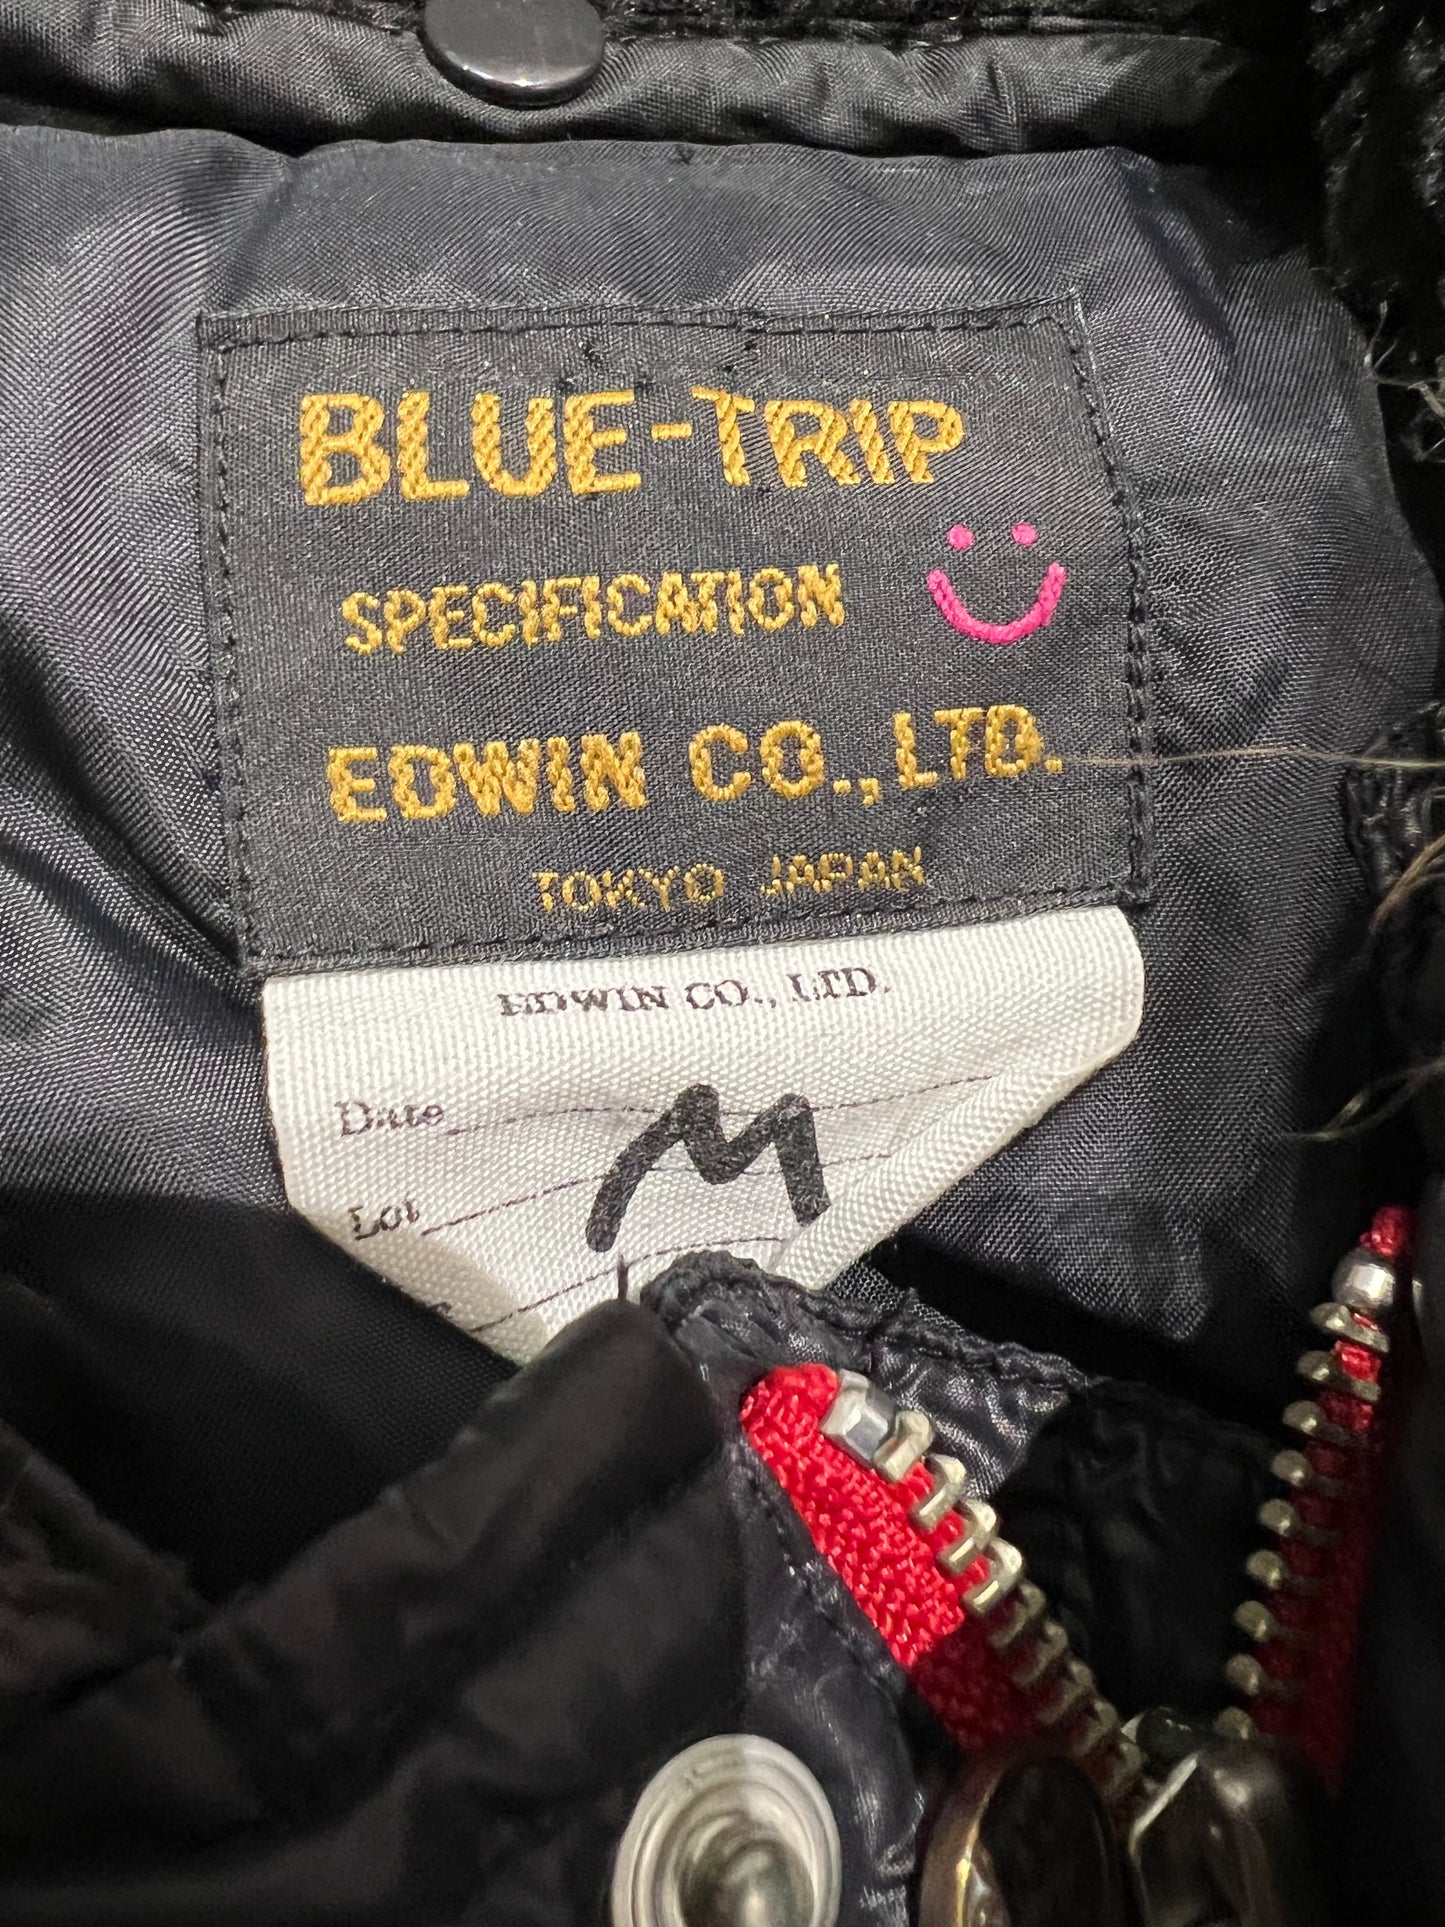 BLUE-TRIP
SPECIFICATION
EDWIN CO., LTD.
TOKYO JAPAN
EDWIN CO., LTD.
Date
Lot
M